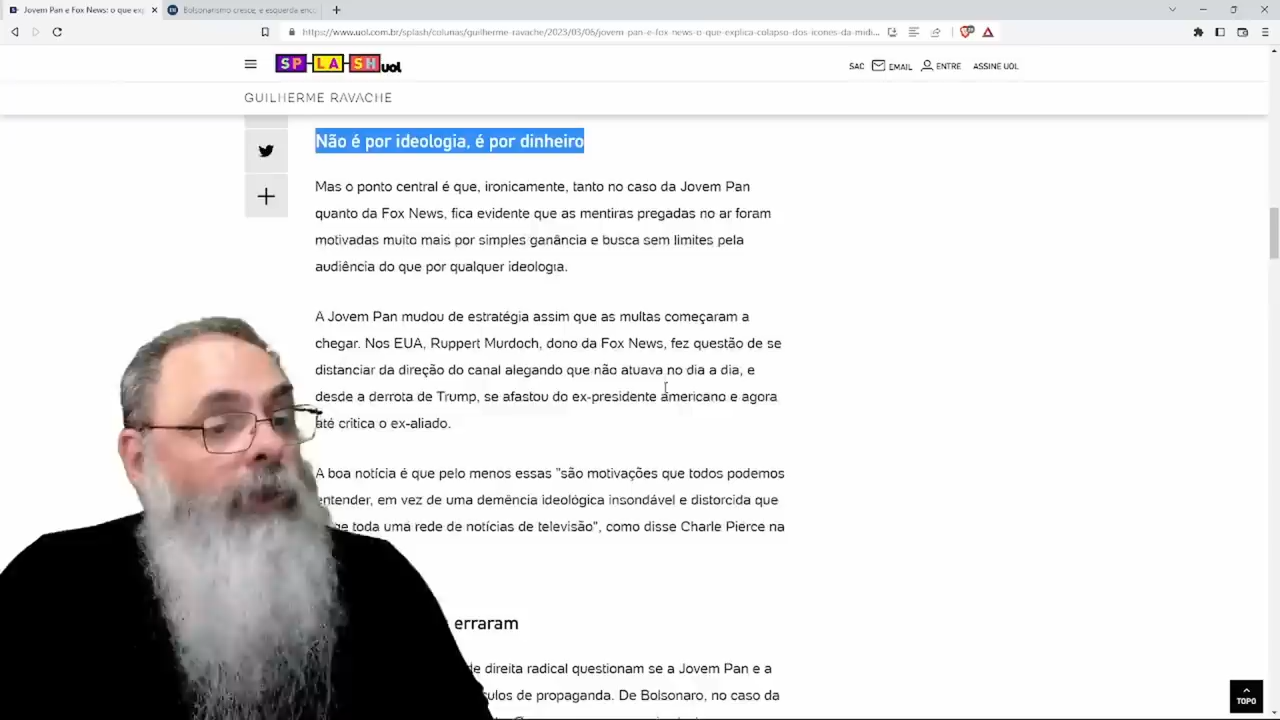 Jovem Pan e Fox News: o que exp
Bolsonarismo cresce, e esquerda enc
https://www.uol.com.br/splash/colunas/guilherme-ravache/2023/03/06/jovem-pan-e-fox-news-o-que-explica-colapso-dos-icones-da-midi...
SPLASH uol
SAC EMAIL ENTRE ASSINE UOL
GUILHERME RAVACHE
Não é por ideologia, é por dinheiro
Mas o ponto central é que, ironicamente, tanto no caso da Jovem Pan
quanto da Fox News, fica evidente que as mentiras pregadas no ar foram
motivadas muito mais por simples ganância e busca sem limites pela
audiência do que por qualquer ideologia.
A Jovem Pan mudou de estratégia assim que as multas começaram a
chegar. Nos EUA, Ruppert Murdoch, dono da Fox News, fez questão de se
distanciar da direção do canal alegando que não atuava no dia a dia, e
desde a derrota de Trump, se afastou do ex-presidente americano e agora
até critica o ex-aliado.
A boa notícia é que pelo menos essas "são motivações que todos podemos
entender, em vez de uma demência ideológica insondável e distorcida que
toda uma rede de notícias de televisão", como disse Charle Pierce na
erraram
de direita radical questionam se a Jovem Pan e a
de propaganda. De Bolsonaro, no caso da
TOPO